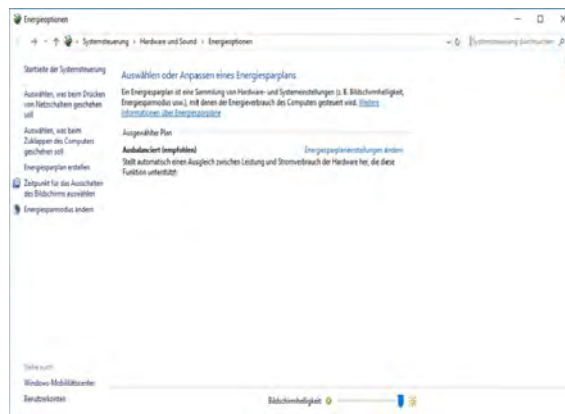 Energieoptionen
Systemsteuerung › Hardware und Sound › Energieoptionen
Systemsteuerung durchsuchen
Startseite der Systemsteuerung
Auswählen, was beim Drücken
von Netzschaltern geschehen
soll
Auswählen, was beim
Zuklappen des Computers
geschehen soll
Energiesparplan erstellen
Zeitpunkt für das Ausschalten
des Bildschirms auswählen
Energiesparmodus ändern
Siehe auch
Windows-Mobilitätscenter
Benutzerkonten
Auswählen oder Anpassen eines Energiesparplans
Ein Energiesparplan ist eine Sammlung von Hardware- und Systemeinstellungen (z. B. Bildschirmhelligkeit,
Energiesparmodus usw.), mit denen der Energieverbrauch des Computers gesteuert wird. Weitere
Informationen über Energiesparpläne
Ausgewählter Plan
Ausbalanciert (empfohlen) Energiesparplaneinstellungen ändern
Stellt automatisch einen Ausgleich zwischen Leistung und Stromverbrauch der Hardware her, die diese
Funktion unterstützt.
Bildschirmhelligkeit